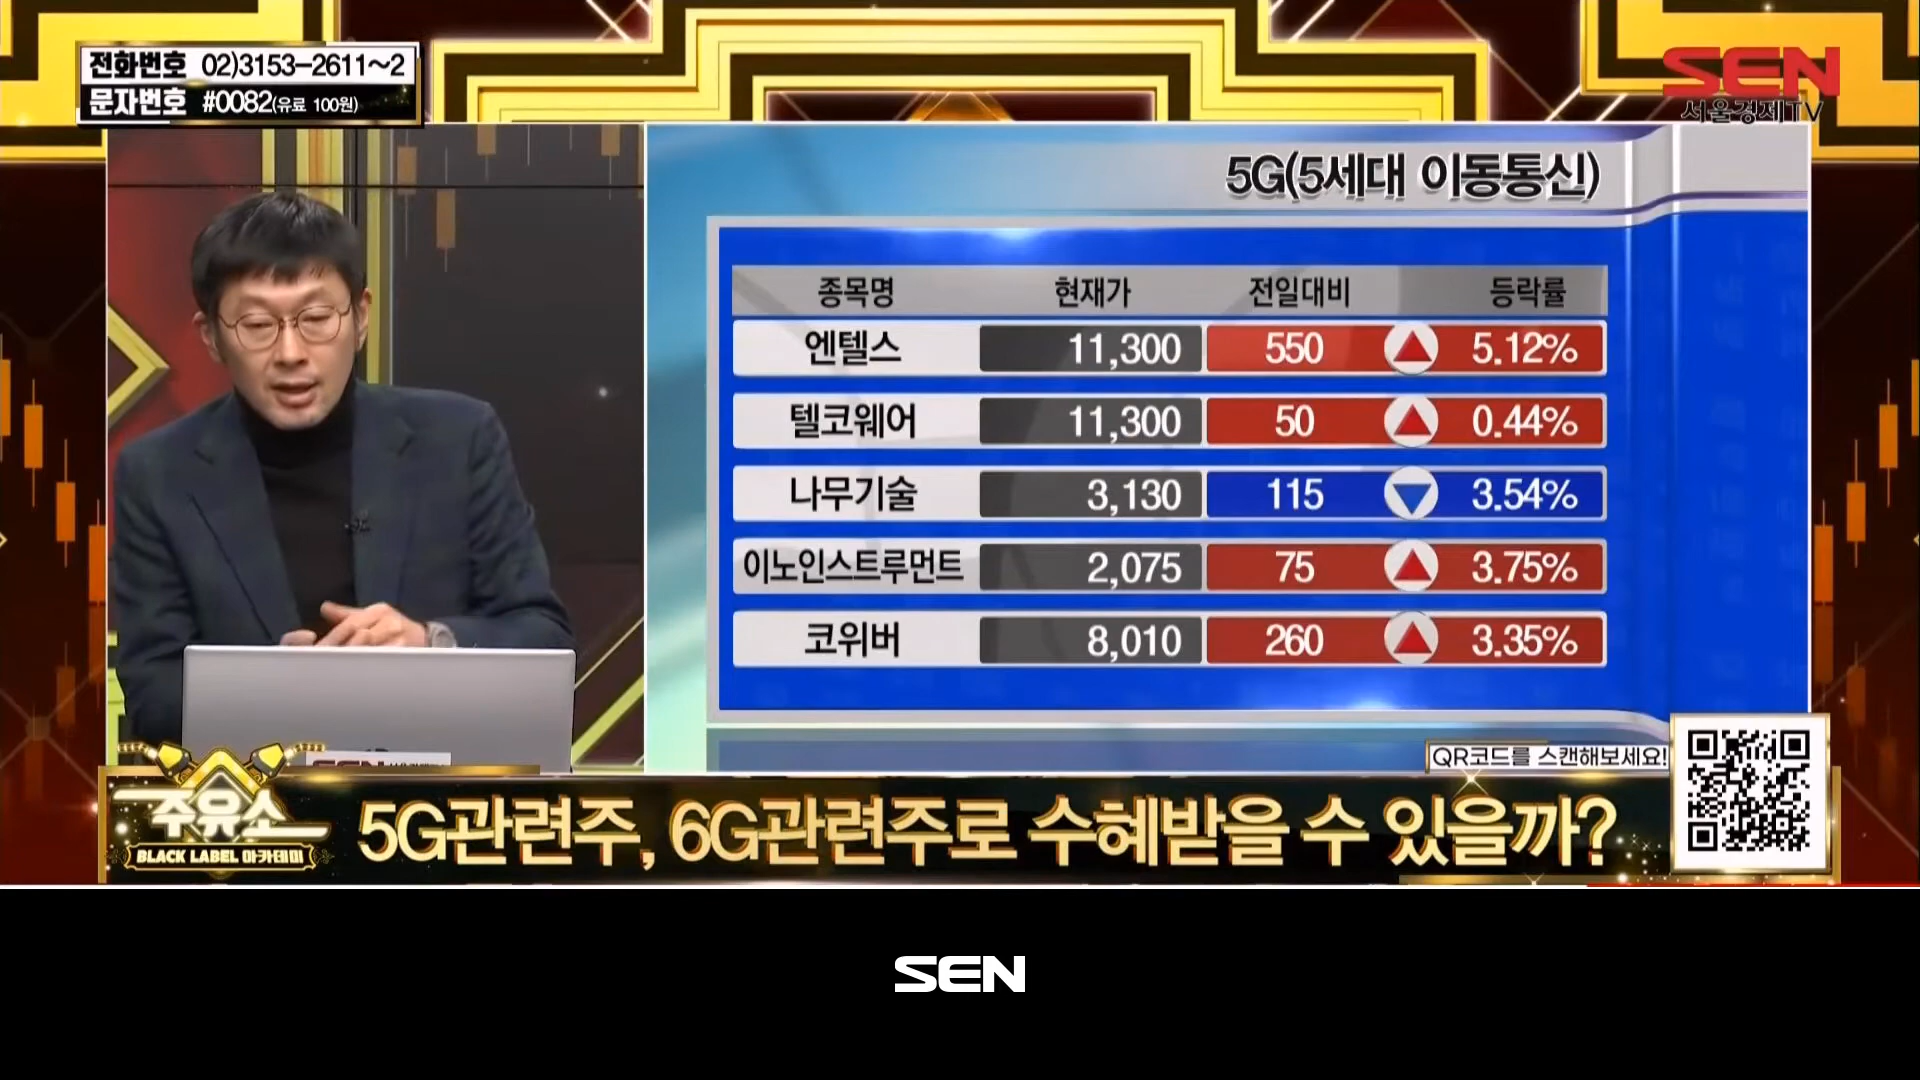 전화번호 02)3153-2611~2
문자번호 #0082(유료 100원)
SEN
서울경제TV
5G(5세대 이동통신)
종목명 현재가 전일대비 등락률
엔텔스 11,300 550 ▲ 5.12%
텔코웨어 11,300 50 ▲ 0.44%
나무기술 3,130 115 ▼ 3.54%
이노인스트루먼트 2,075 75 ▲ 3.75%
코위버 8,010 260 ▲ 3.35%
QR코드를 스캔해보세요!
주유소
BLACK LABEL 아카데미
5G관련주, 6G관련주로 수혜받을 수 있을까?
SEN